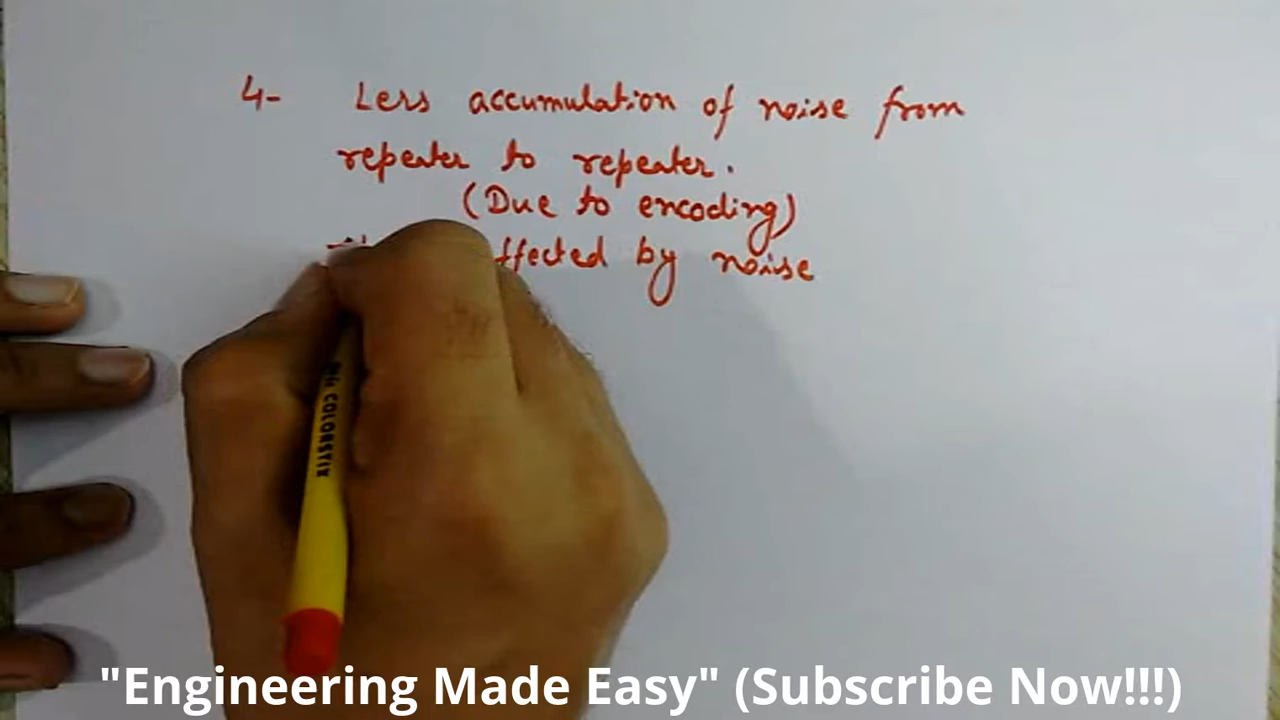 4- Less accumulation of noise from
repeater to repeater.
(Due to encoding)
ffected by noise
COLORSTIX
"Engineering Made Easy" (Subscribe Now!!!)